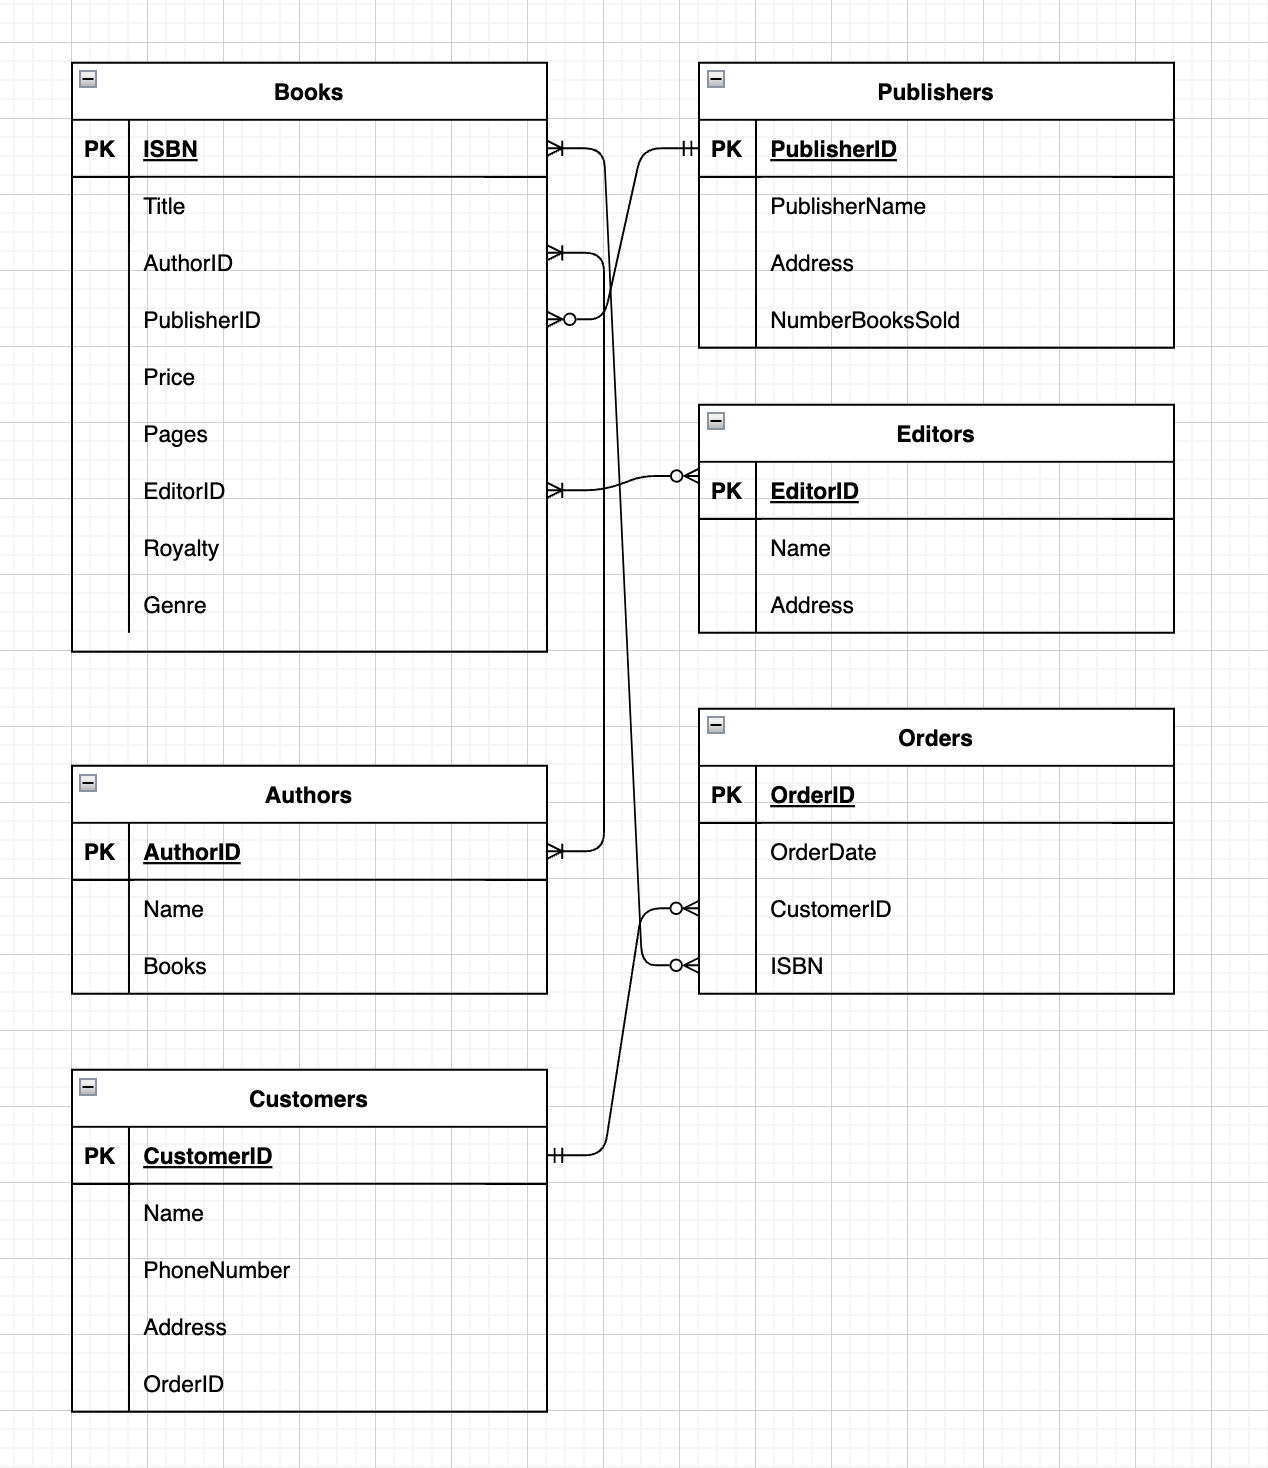 Books
PK ISBN
Title
AuthorID
PublisherID
Price
Pages
EditorID
Royalty
Genre
Publishers
PK PublisherID
PublisherName
Address
NumberBooksSold
Editors
PK EditorID
Name
Address
Authors
PK AuthorID
Name
Books
Orders
PK OrderID
OrderDate
CustomerID
ISBN
Customers
PK CustomerID
Name
PhoneNumber
Address
OrderID